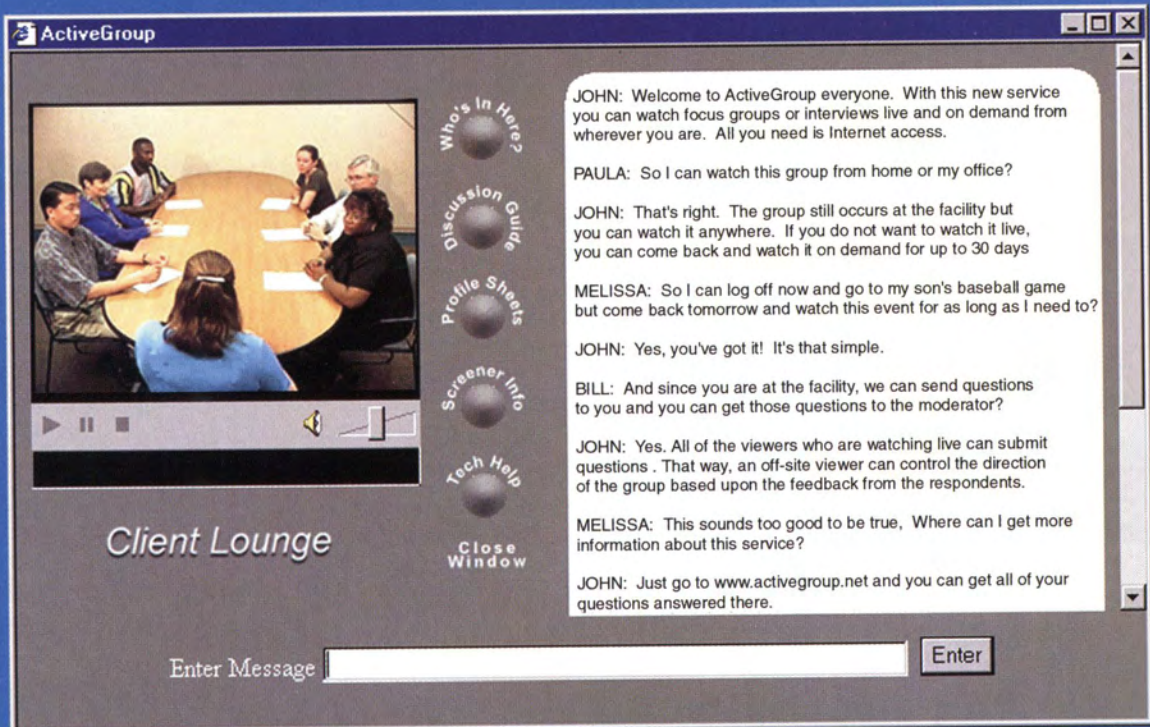 ActiveGroup
Who's In Here?
Discussion Guide
Profile Sheets
Screener Info
Tech Help
Close
Window
Client Lounge
JOHN: Welcome to ActiveGroup everyone. With this new service
you can watch focus groups or interviews live and on demand from
wherever you are. All you need is Internet access.
PAULA: So I can watch this group from home or my office?
JOHN: That's right. The group still occurs at the facility but
you can watch it anywhere. If you do not want to watch it live,
you can come back and watch it on demand for up to 30 days
MELISSA: So I can log off now and go to my son's baseball game
but come back tomorrow and watch this event for as long as I need to?
JOHN: Yes, you've got it! It's that simple.
BILL: And since you are at the facility, we can send questions
to you and you can get those questions to the moderator?
JOHN: Yes. All of the viewers who are watching live can submit
questions . That way, an off-site viewer can control the direction
of the group based upon the feedback from the respondents.
MELISSA: This sounds too good to be true, Where can I get more
information about this service?
JOHN: Just go to www.activegroup.net and you can get all of your
questions answered there.
Enter Message
Enter